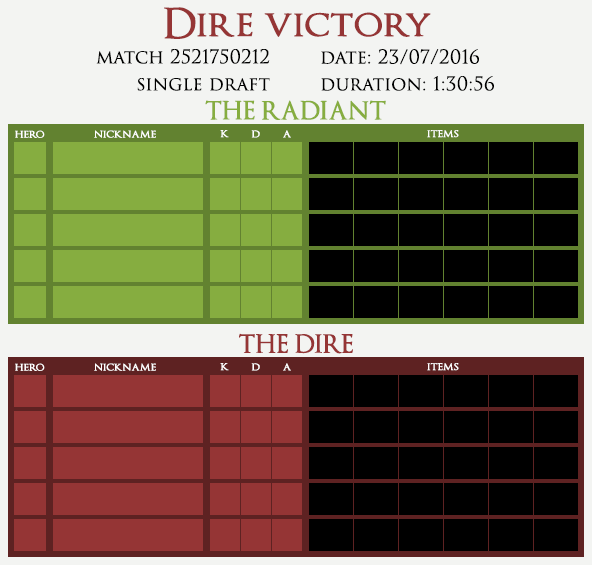 Dire victory
match 2521750212 date: 23/07/2016
single draft duration: 1:30:56
THE RADIANT
HERO NICKNAME K D A ITEMS
THE DIRE
HERO NICKNAME K D A ITEMS